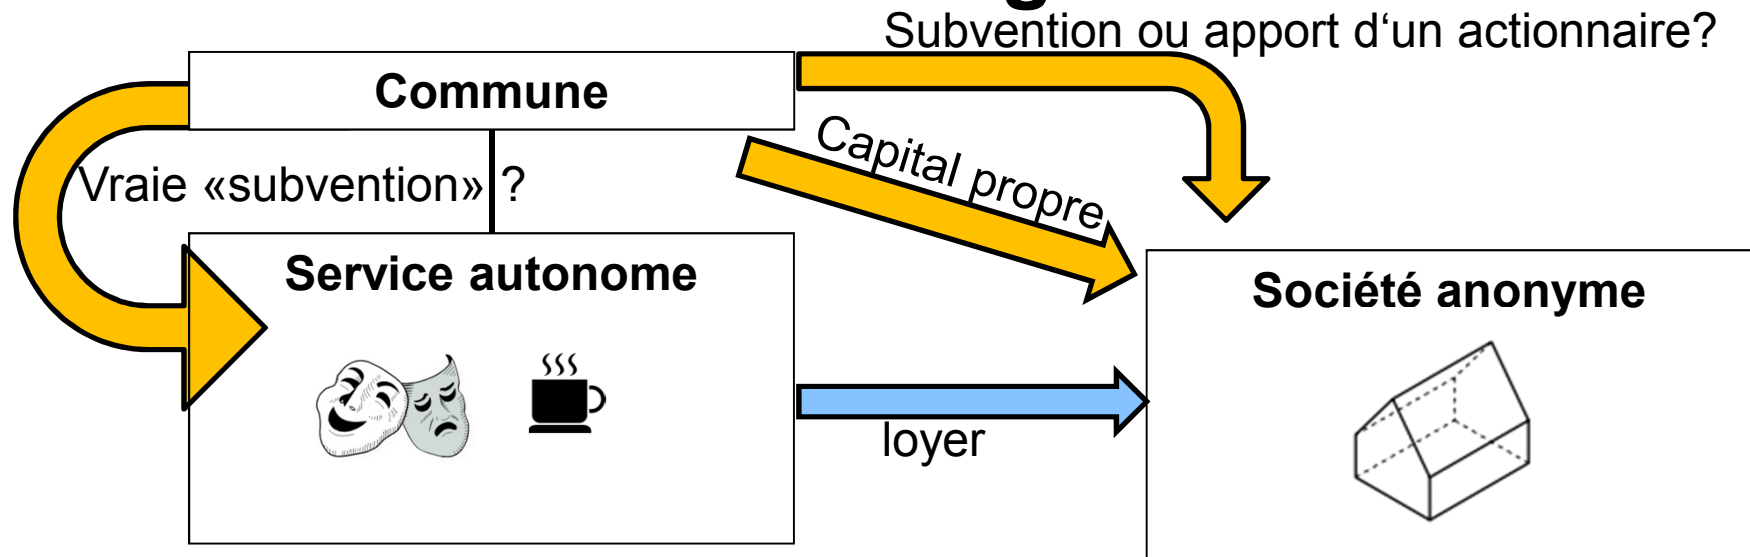 Subvention ou apport d‘un actionnaire?
Commune
Capital propre
Vraie «subvention» ?
Service autonome
Société anonyme
loyer